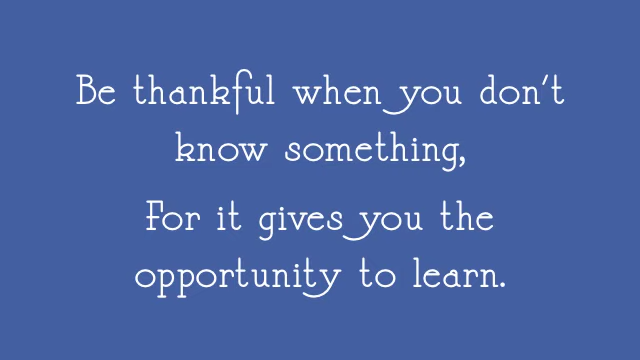 Be thankful when you don't
know something,
For it gives you the
opportunity to learn.